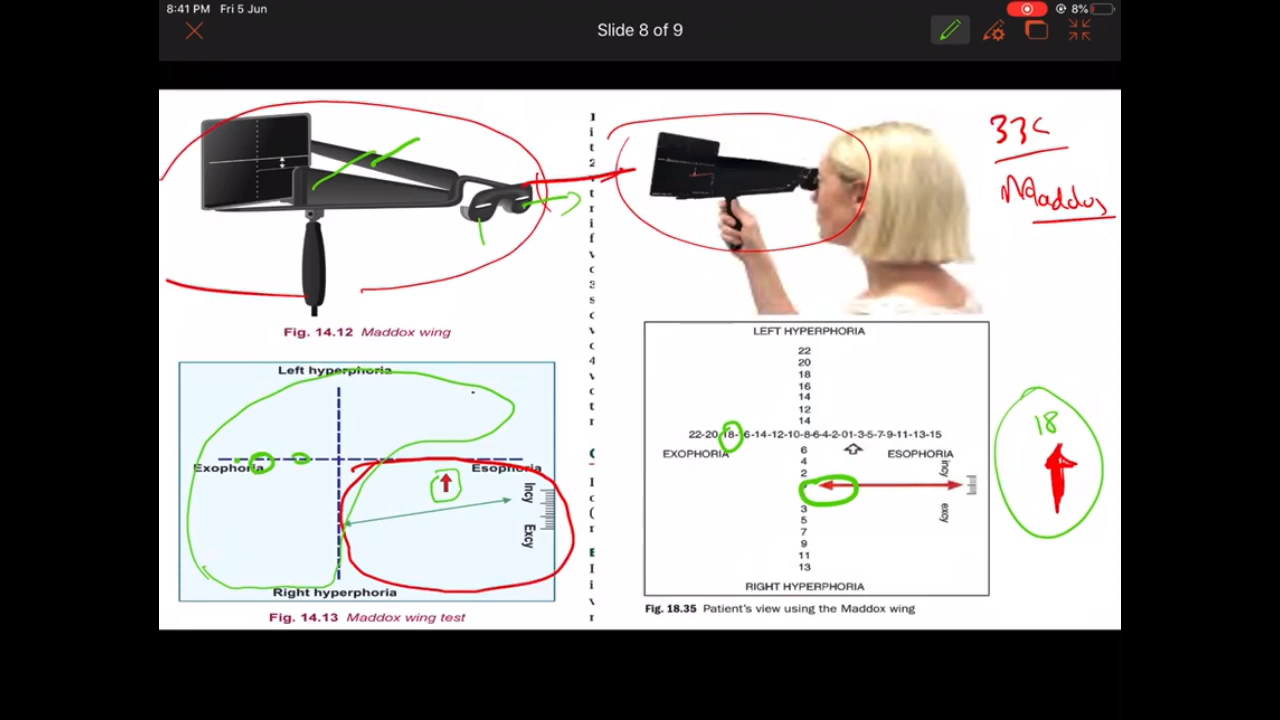 8:41 PM Fri 5 Jun
8%
Slide 8 of 9
33c
Maddox
Fig. 14.12 Maddox wing
Left hyperphoria
Exophoria
Esophoria
Incy
Excy
Right hyperphoria
Fig. 14.13 Maddox wing test
LEFT HYPERPHORIA
22
20
18
16
14
12
14
22-20-18-16-14-12-10-8-6-4-2-01-3-5-7-9-11-13-15
EXOPHORIA
ESOPHORIA
6
4
2
incy
excy
3
5
7
9
11
13
RIGHT HYPERPHORIA
Fig. 18.35 Patient's view using the Maddox wing
18